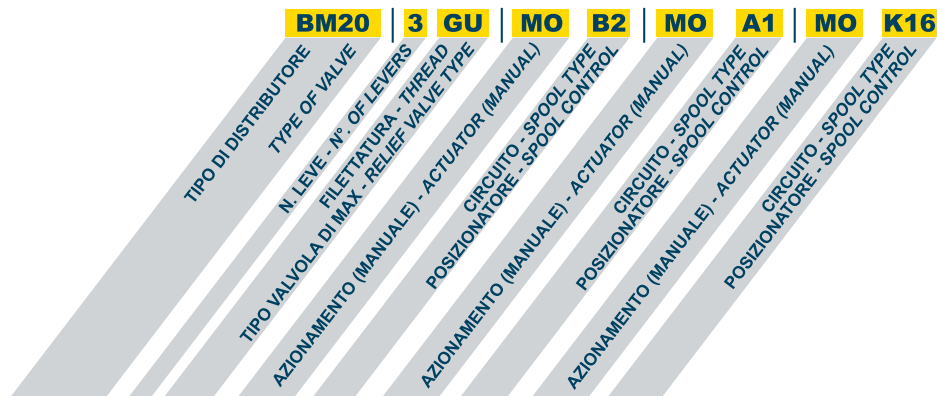 BM20 | 3 GU | MO B2 | MO A1 | MO K16
TIPO DI DISTRIBUTORE
TYPE OF VALVE
N. LEVE - N°. OF LEVERS
FILETTATURA - THREAD
TIPO VALVOLA DI MAX - RELIEF VALVE TYPE
AZIONAMENTO (MANUALE) - ACTUATOR (MANUAL)
CIRCUITO - SPOOL TYPE
POSIZIONATORE - SPOOL CONTROL
AZIONAMENTO (MANUALE) - ACTUATOR (MANUAL)
CIRCUITO - SPOOL TYPE
POSIZIONATORE - SPOOL CONTROL
AZIONAMENTO (MANUALE) - ACTUATOR (MANUAL)
CIRCUITO - SPOOL TYPE
POSIZIONATORE - SPOOL CONTROL